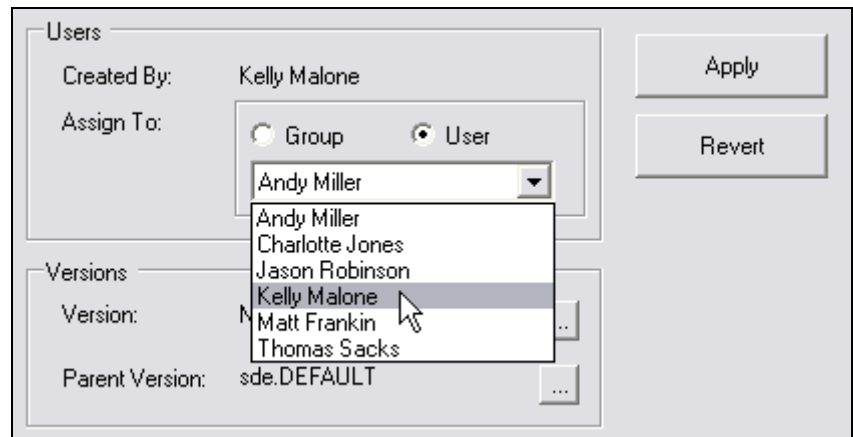 Users
Created By: Kelly Malone
Assign To:
Group User
Andy Miller
Andy Miller
Charlotte Jones
Jason Robinson
Kelly Malone
Matt Frankin
Thomas Sacks
Versions
Version:
Parent Version: sde.DEFAULT ...
Apply
Revert